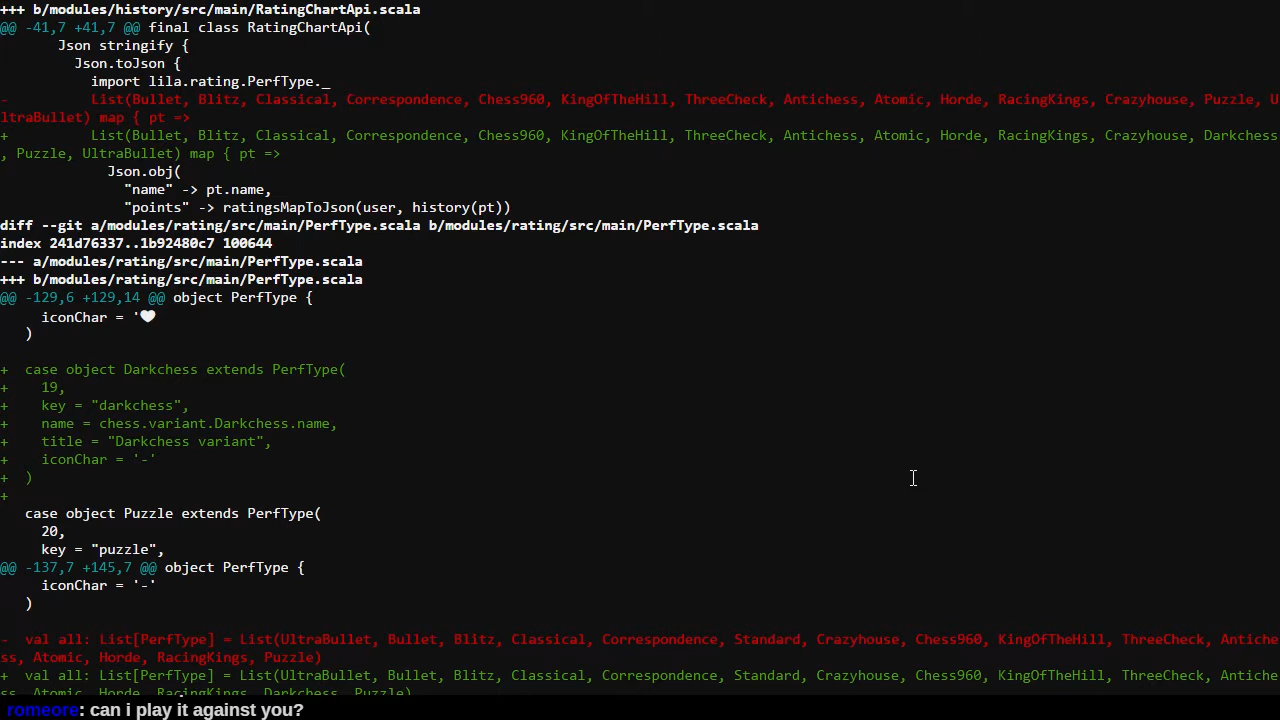 +++ b/modules/history/src/main/RatingChartApi.scala
@@ -41,7 +41,7 @@ final class RatingChartApi(
       Json stringify {
         Json.toJson {
           import lila.rating.PerfType._
-          List(Bullet, Blitz, Classical, Correspondence, Chess960, KingOfTheHill, ThreeCheck, Antichess, Atomic, Horde, RacingKings, Crazyhouse, Puzzle, U
ltraBullet) map { pt =>
+          List(Bullet, Blitz, Classical, Correspondence, Chess960, KingOfTheHill, ThreeCheck, Antichess, Atomic, Horde, RacingKings, Crazyhouse, Darkchess
, Puzzle, UltraBullet) map { pt =>
             Json.obj(
               "name" -> pt.name,
               "points" -> ratingsMapToJson(user, history(pt))
diff --git a/modules/rating/src/main/PerfType.scala b/modules/rating/src/main/PerfType.scala
index 241d76337..1b92480c7 100644
--- a/modules/rating/src/main/PerfType.scala
+++ b/modules/rating/src/main/PerfType.scala
@@ -129,6 +129,14 @@ object PerfType {
     iconChar = '♥
   )
+  case object Darkchess extends PerfType(
+    19,
+    key = "darkchess",
+    name = chess.variant.Darkchess.name,
+    title = "Darkchess variant",
+    iconChar = '-'
+  )
+
   case object Puzzle extends PerfType(
     20,
     key = "puzzle",
@@ -137,7 +145,7 @@ object PerfType {
     iconChar = '-'
   )
-  val all: List[PerfType] = List(UltraBullet, Bullet, Blitz, Classical, Correspondence, Standard, Crazyhouse, Chess960, KingOfTheHill, ThreeCheck, Antiche
ss, Atomic, Horde, RacingKings, Puzzle)
+  val all: List[PerfType] = List(UltraBullet, Bullet, Blitz, Classical, Correspondence, Standard, Crazyhouse, Chess960, KingOfTheHill, ThreeCheck, Antiche
ss, Atomic, Horde, RacingKings, Darkchess, Puzzle)
romeore: can i play it against you?